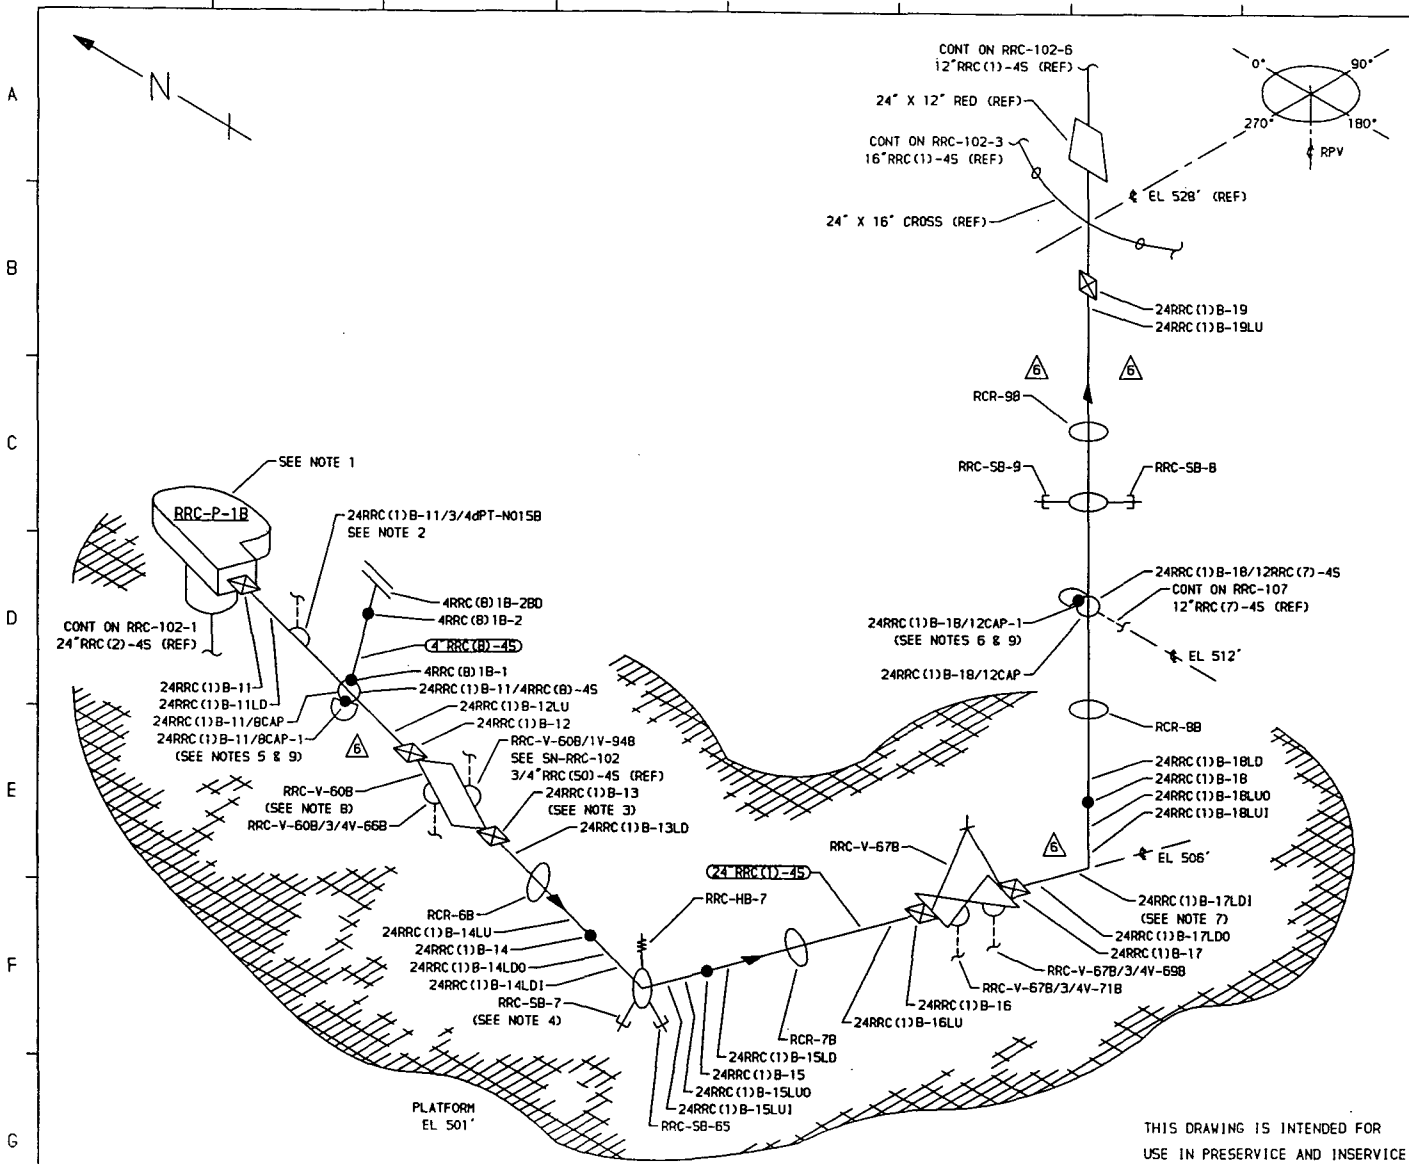 A
B
C
D
E
F
G
N
CONT ON RRC-102-6
12"RRC(1)-4S (REF)
24" X 12" RED (REF)
CONT ON RRC-102-3
16"RRC(1)-4S (REF)
24" X 16" CROSS (REF)
0°
90°
270°
180°
℄ RPV
℄ EL 528' (REF)
24RRC(1)B-19
24RRC(1)B-19LU
6
6
RCR-9B
RRC-SB-9
RRC-SB-8
SEE NOTE 1
RRC-P-1B
24RRC(1)B-11/3/4dPT-N015B
SEE NOTE 2
4RRC(8)1B-2BD
4RRC(8)1B-2
4"RRC(8)-4S
4RRC(8)1B-1
24RRC(1)B-11/4RRC(8)-4S
24RRC(1)B-12LU
24RRC(1)B-12
CONT ON RRC-102-1
24"RRC(2)-4S (REF)
24RRC(1)B-11
24RRC(1)B-11LD
24RRC(1)B-11/8CAP
24RRC(1)B-11/8CAP-1
(SEE NOTES 5 & 9)
6
RRC-V-60B/1V-94B
SEE SN-RRC-102
3/4"RRC(50)-4S (REF)
24RRC(1)B-13
(SEE NOTE 3)
24RRC(1)B-13LD
RRC-V-60B
(SEE NOTE 8)
RRC-V-60B/3/4V-66B
24RRC(1)B-18/12RRC(7)-4S
CONT ON RRC-107
12"RRC(7)-4S (REF)
24RRC(1)B-18/12CAP-1
(SEE NOTES 6 & 9)
24RRC(1)B-18/12CAP
℄ EL 512'
RCR-8B
24RRC(1)B-18LD
24RRC(1)B-18
24RRC(1)B-18LUO
24RRC(1)B-18LUI
6
℄ EL 506'
RRC-V-67B
24"RRC(1)-4S
RRC-HB-7
RCR-6B
24RRC(1)B-14LU
24RRC(1)B-14
24RRC(1)B-14LDO
24RRC(1)B-14LDI
RRC-SB-7
(SEE NOTE 4)
24RRC(1)B-17LDI
(SEE NOTE 7)
24RRC(1)B-17LDO
24RRC(1)B-17
RRC-V-67B/3/4V-69B
RRC-V-67B/3/4V-71B
24RRC(1)B-16
24RRC(1)B-16LU
RCR-7B
24RRC(1)B-15LD
24RRC(1)B-15
24RRC(1)B-15LUO
24RRC(1)B-15LUI
RRC-SB-65
PLATFORM
EL 501'
THIS DRAWING IS INTENDED FOR
USE IN PRESERVICE AND INSERVICE